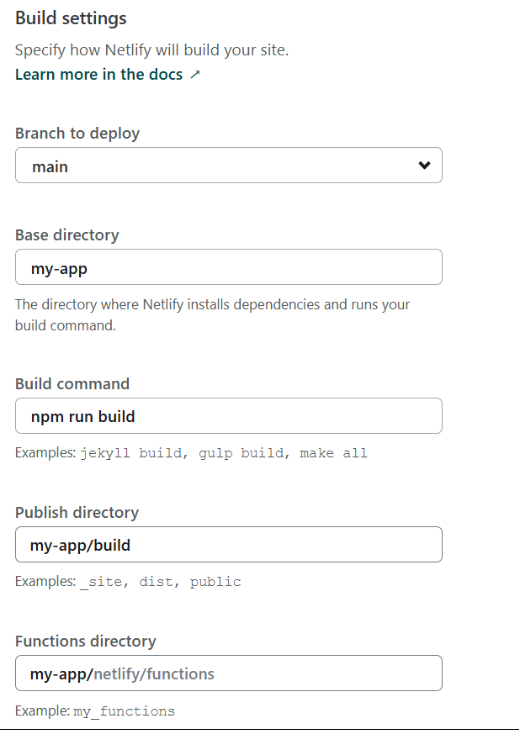 Build settings
Specify how Netlify will build your site.
Learn more in the docs ↗
Branch to deploy
main
Base directory
my-app
The directory where Netlify installs dependencies and runs your
build command.
Build command
npm run build
Examples: jekyll build, gulp build, make all
Publish directory
my-app/build
Examples: _site, dist, public
Functions directory
my-app/netlify/functions
Example: my_functions